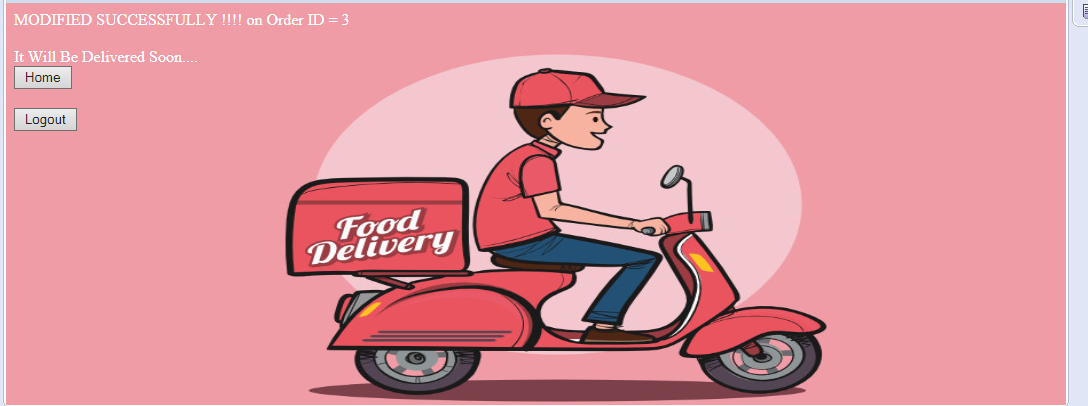 MODIFIED SUCCESSFULLY !!!! on Order ID = 3
It Will Be Delivered Soon....
Home
Logout
Food
Delivery